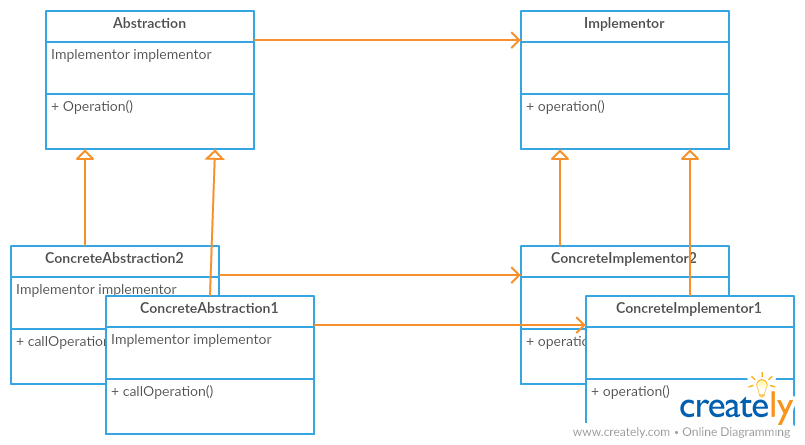 Abstraction
Implementor implementor
+ Operation()
Implementor
+ operation()
ConcreteAbstraction2
Implementor implementor
+ callOperation
ConcreteAbstraction1
Implementor implementor
+ callOperation()
ConcreteImplementor2
+
ConcreteImplementor1
+ operation()
creately
www.creately.com • Online Diagramming